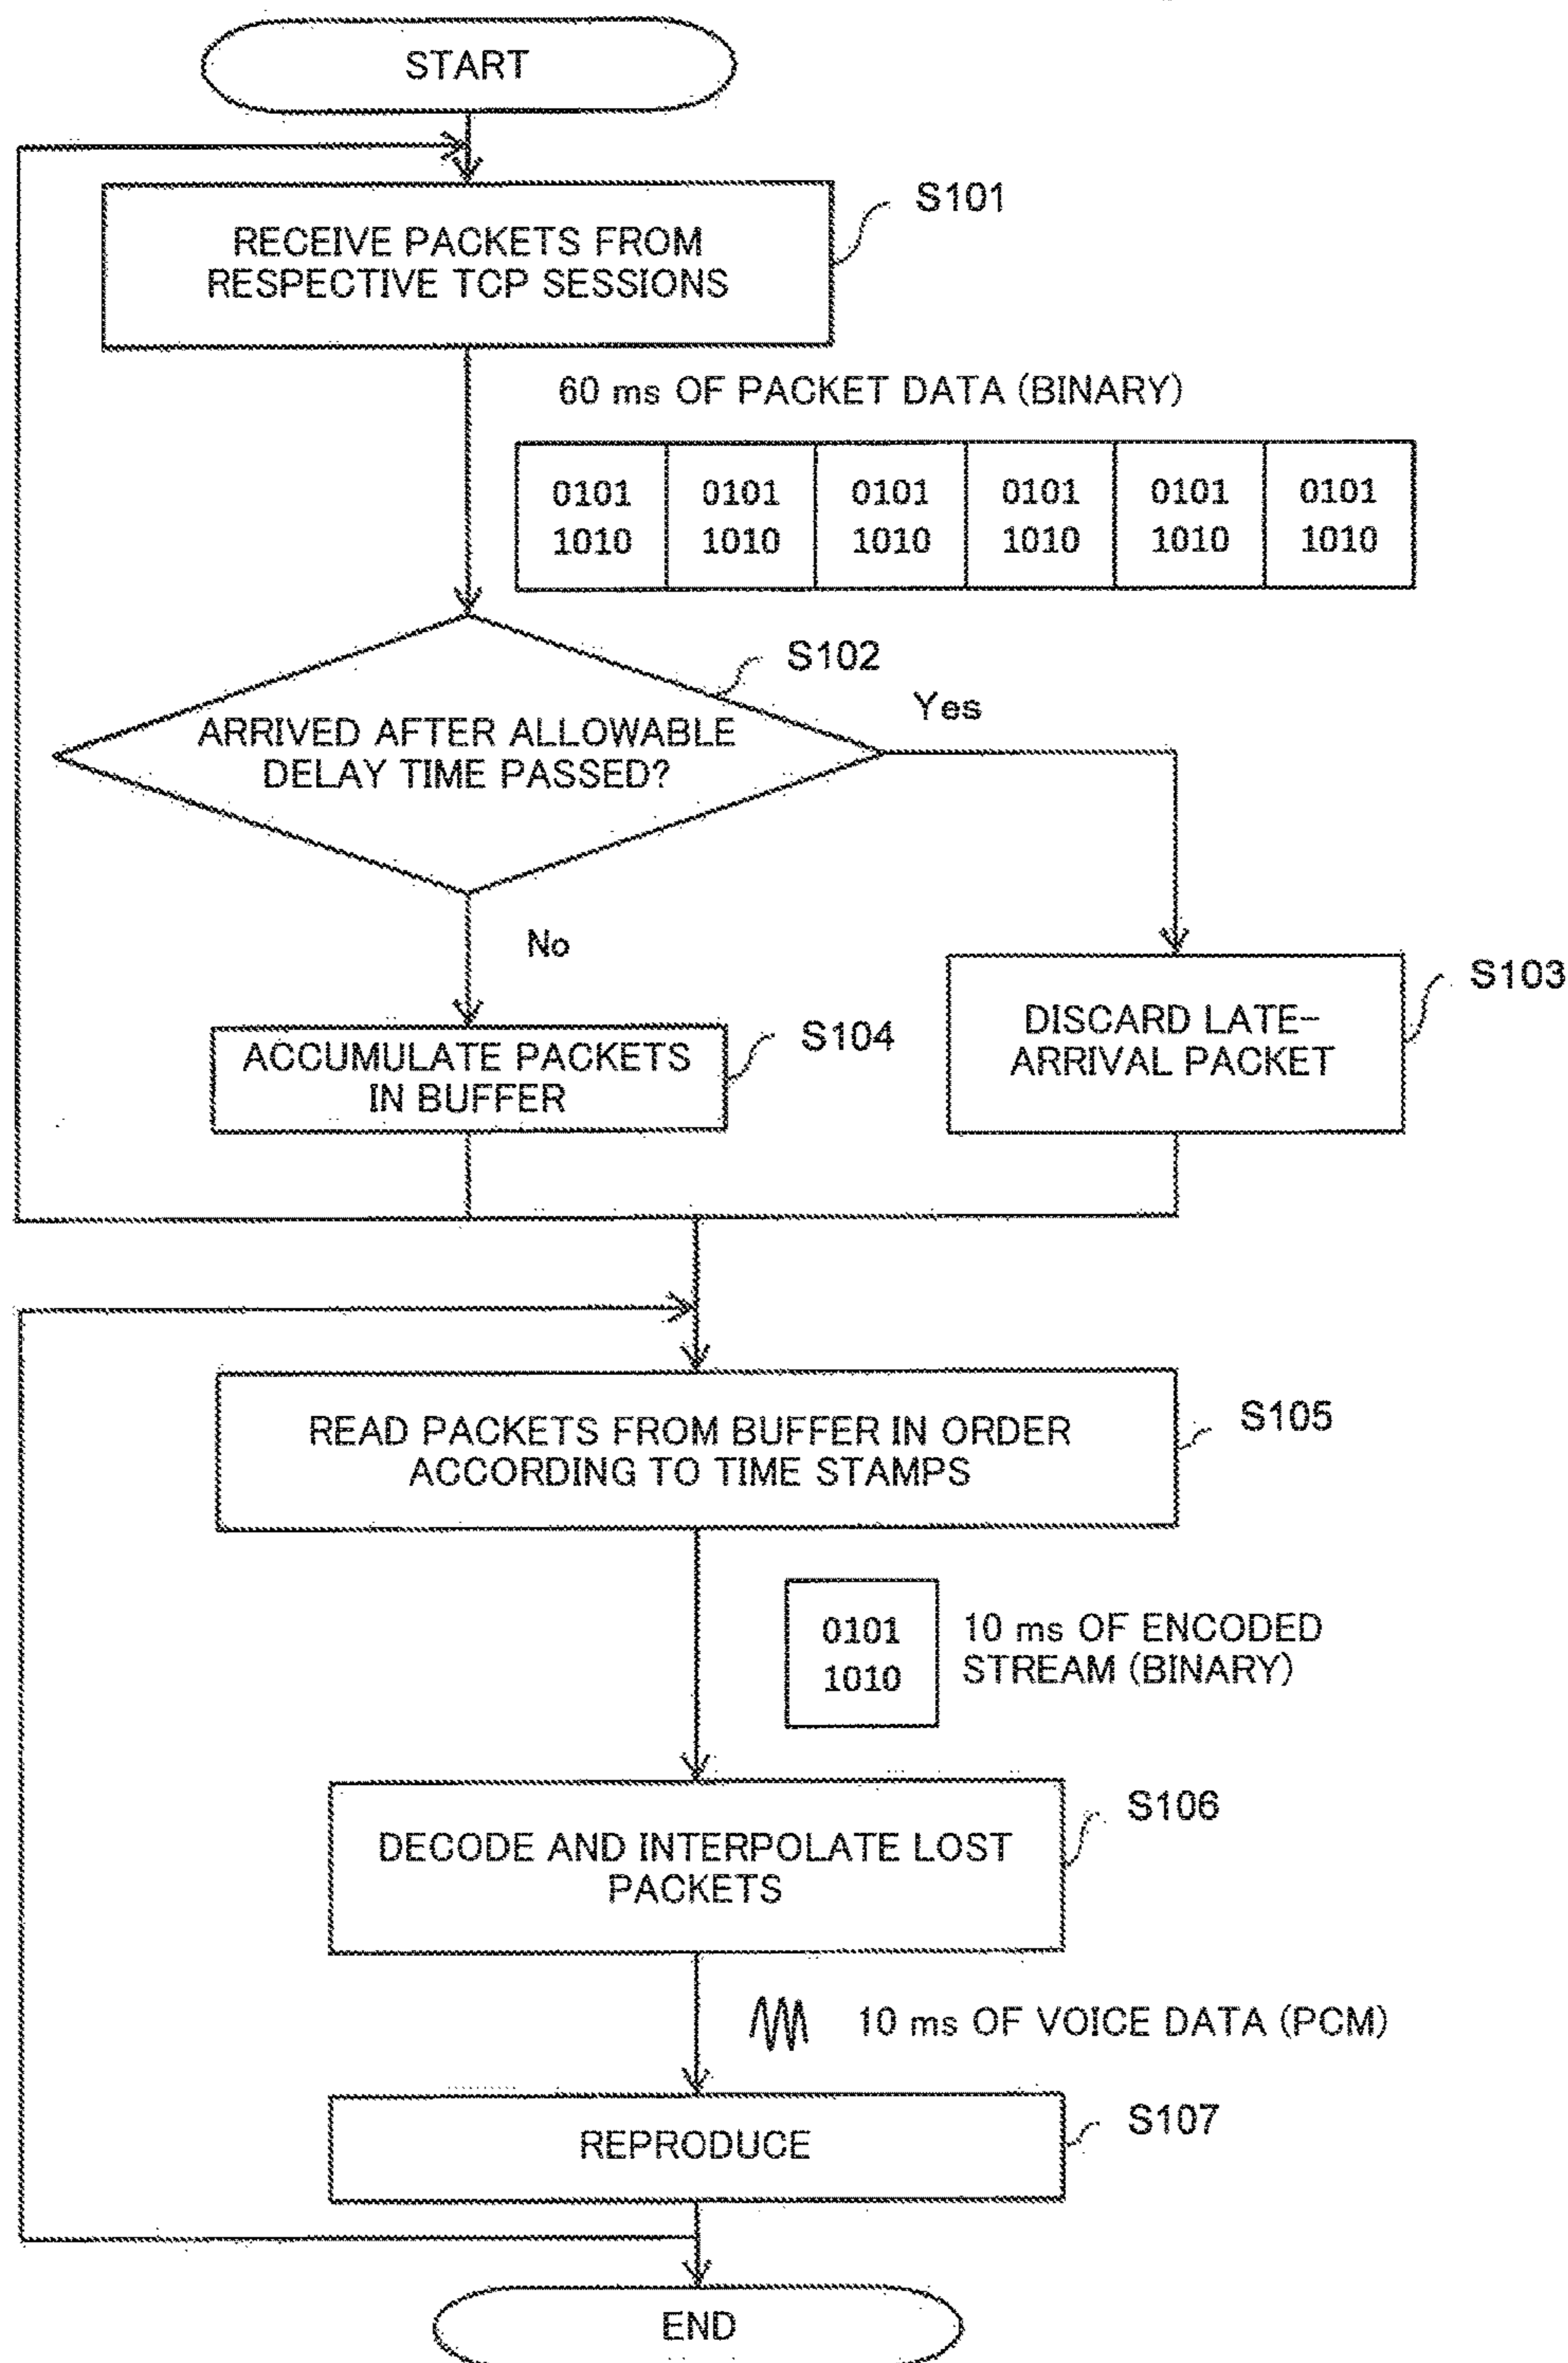 START
S101
RECEIVE PACKETS FROM
RESPECTIVE TCP SESSIONS
60 ms OF PACKET DATA (BINARY)
0101 0101 0101 0101 0101 0101
1010 1010 1010 1010 1010 1010
S102
Yes
ARRIVED AFTER ALLOWABLE
DELAY TIME PASSED?
No
S103
DISCARD LATE-
ARRIVAL PACKET
S104
ACCUMULATE PACKETS
IN BUFFER
S105
READ PACKETS FROM BUFFER IN ORDER
ACCORDING TO TIME STAMPS
0101
1010
10 ms OF ENCODED
STREAM (BINARY)
S106
DECODE AND INTERPOLATE LOST
PACKETS
10 ms OF VOICE DATA (PCM)
S107
REPRODUCE
END